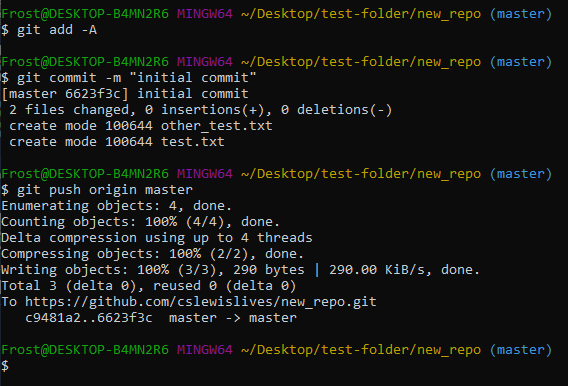 Frost@DESKTOP-B4MN2R6 MINGW64 ~/Desktop/test-folder/new_repo (master)
$ git add -A
Frost@DESKTOP-B4MN2R6 MINGW64 ~/Desktop/test-folder/new_repo (master)
$ git commit -m "initial commit"
[master 6623f3c] initial commit
 2 files changed, 0 insertions(+), 0 deletions(-)
 create mode 100644 other_test.txt
 create mode 100644 test.txt
Frost@DESKTOP-B4MN2R6 MINGW64 ~/Desktop/test-folder/new_repo (master)
$ git push origin master
Enumerating objects: 4, done.
Counting objects: 100% (4/4), done.
Delta compression using up to 4 threads
Compressing objects: 100% (2/2), done.
Writing objects: 100% (3/3), 290 bytes | 290.00 KiB/s, done.
Total 3 (delta 0), reused 0 (delta 0)
To https://github.com/cslewislives/new_repo.git
   c9481a2..6623f3c  master -> master
Frost@DESKTOP-B4MN2R6 MINGW64 ~/Desktop/test-folder/new_repo (master)
$